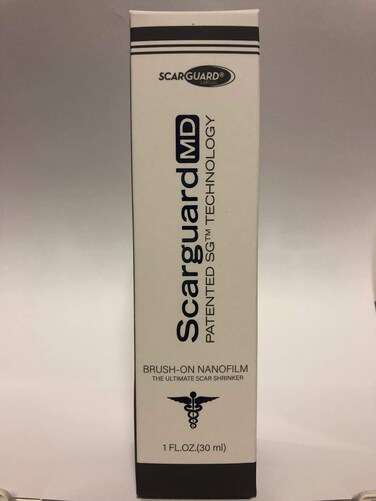 SCARGUARD®
Scarguard MD
PATENTED SG™ TECHNOLOGY
BRUSH-ON NANOFILM
THE ULTIMATE SCAR SHRINKER
1 FL.OZ.(30 ml)